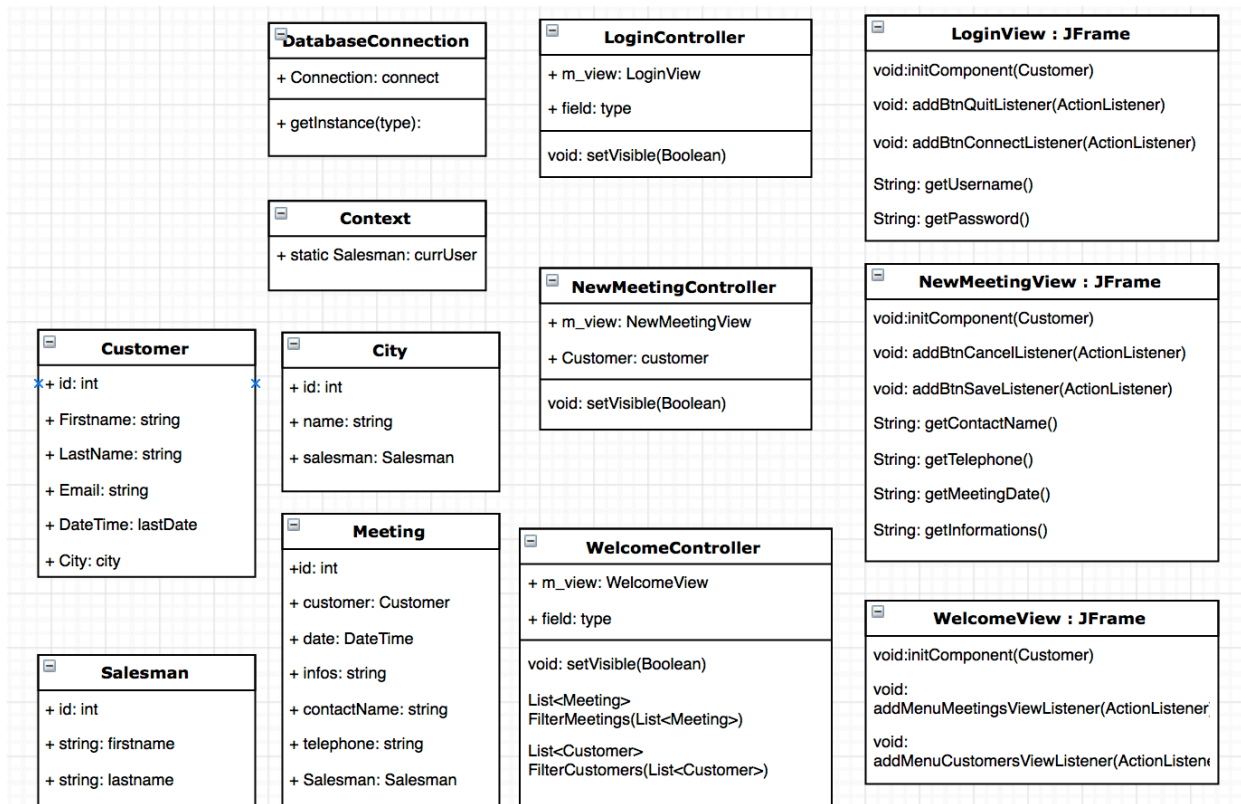 DatabaseConnection
+ Connection: connect
+ getInstance(type):
LoginController
+ m_view: LoginView
+ field: type
void: setVisible(Boolean)
LoginView : JFrame
void:initComponent(Customer)
void: addBtnQuitListener(ActionListener)
void: addBtnConnectListener(ActionListener)
String: getUsername()
String: getPassword()
Context
+ static Salesman: currUser
NewMeetingController
+ m_view: NewMeetingView
+ Customer: customer
void: setVisible(Boolean)
NewMeetingView : JFrame
void:initComponent(Customer)
void: addBtnCancelListener(ActionListener)
void: addBtnSaveListener(ActionListener)
String: getContactName()
String: getTelephone()
String: getMeetingDate()
String: getInformations()
Customer
+ id: int
+ Firstname: string
+ LastName: string
+ Email: string
+ DateTime: lastDate
+ City: city
City
+ id: int
+ name: string
+ salesman: Salesman
Meeting
+id: int
+ customer: Customer
+ date: DateTime
+ infos: string
+ contactName: string
+ telephone: string
+ Salesman: Salesman
WelcomeController
+ m_view: WelcomeView
+ field: type
void: setVisible(Boolean)
List<Meeting>
FilterMeetings(List<Meeting>)
List<Customer>
FilterCustomers(List<Customer>)
WelcomeView : JFrame
void:initComponent(Customer)
void:
addMenuMeetingsViewListener(ActionListener
void:
addMenuCustomersViewListener(ActionListene
Salesman
+ id: int
+ string: firstname
+ string: lastname